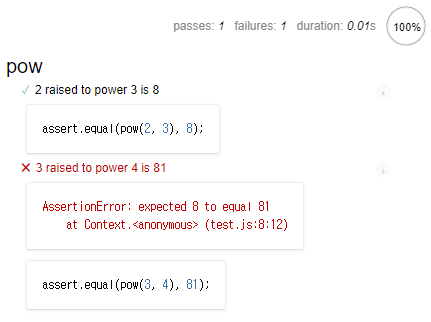 passes: 1 failures: 1 duration: 0.01s 100%
pow
✓ 2 raised to power 3 is 8
assert.equal(pow(2, 3), 8);
✕ 3 raised to power 4 is 81
AssertionError: expected 8 to equal 81
at Context.<anonymous> (test.js:8:12)
assert.equal(pow(3, 4), 81);